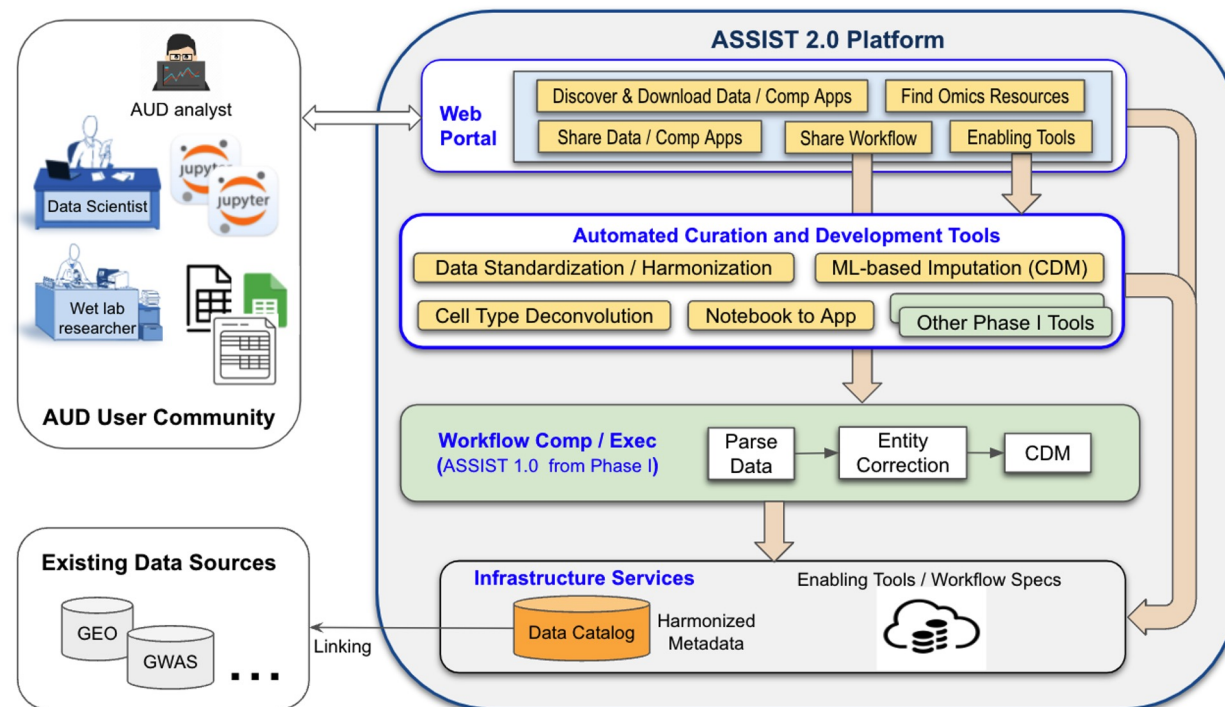 AUD analyst
Data Scientist
jupyter
jupyter
Wet lab
researcher
AUD User Community
Existing Data Sources
GEO
GWAS
...
Linking
ASSIST 2.0 Platform
Web
Portal
Discover & Download Data / Comp Apps
Find Omics Resources
Share Data / Comp Apps
Share Workflow
Enabling Tools
Automated Curation and Development Tools
Data Standardization / Harmonization
ML-based Imputation (CDM)
Cell Type Deconvolution
Notebook to App
Other Phase I Tools
Workflow Comp / Exec
(ASSIST 1.0 from Phase I)
Parse
Data
Entity
Correction
CDM
Infrastructure Services
Enabling Tools / Workflow Specs
Data Catalog
Harmonized
Metadata